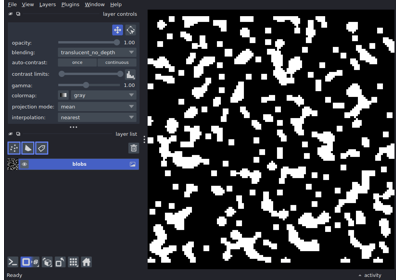 File View Layers Plugins Window Help
layer controls
opacity: 1.00
blending: translucent_no_depth
auto-contrast: once continuous
contrast limits:
gamma: 1.00
colormap: gray
projection mode: mean
interpolation: nearest
layer list
blobs
Ready activity